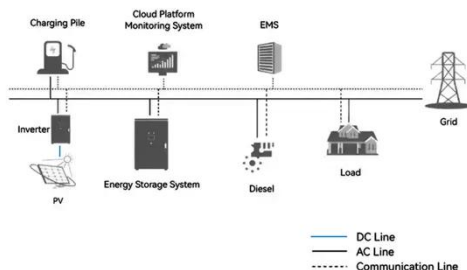 Charging Pile
Cloud Platform
Monitoring System
EMS
Grid
Inverter
PV
Energy Storage System
Diesel
Load
DC Line
AC Line
Communication Line